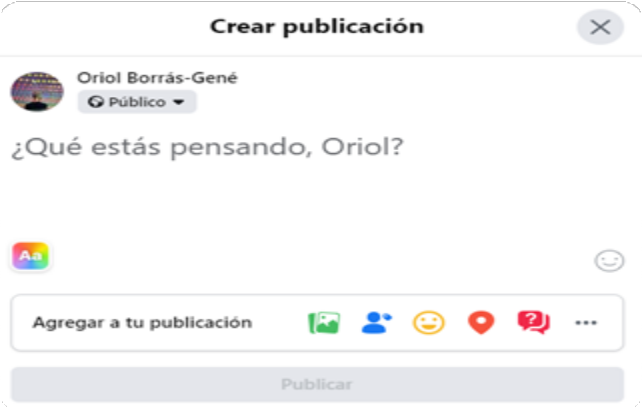 Crear publicación
Oriol Borrás-Gené
Público
¿Qué estás pensando, Oriol?
Aa
Agregar a tu publicación
Publicar